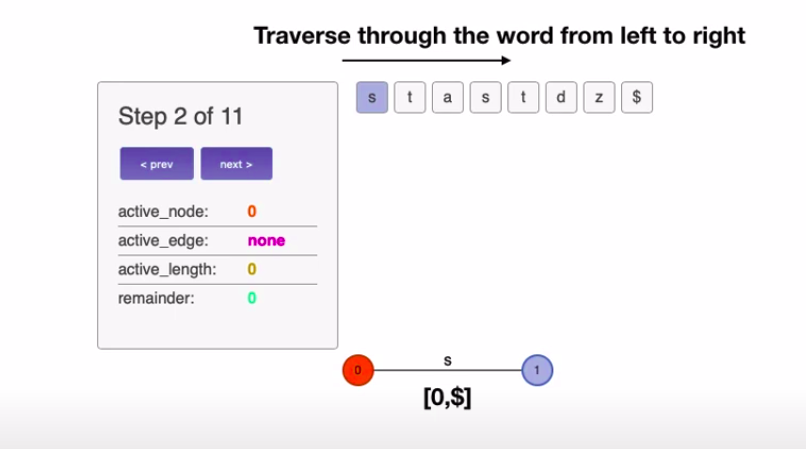 Traverse through the word from left to right
s t a s t d z $
Step 2 of 11
< prev next >
active_node: 0
active_edge: none
active_length: 0
remainder: 0
s
0 1
[0,$]